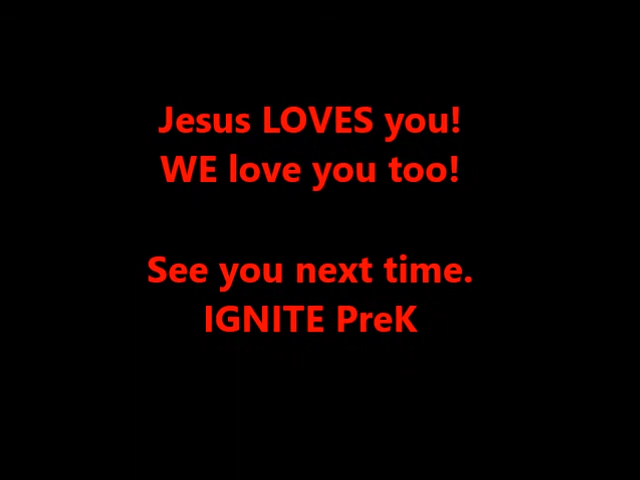 Jesus LOVES you!
WE love you too!
See you next time.
IGNITE PreK